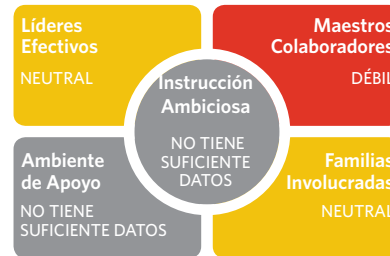 Líderes
Efectivos
NEUTRAL
Maestros
Colaboradores
DÉBIL
Instrucción
Ambiciosa
NO TIENE
SUFICIENTE
DATOS
Ambiente
de Apoyo
NO TIENE
SUFICIENTE DATOS
Familias
Involucradas
NEUTRAL